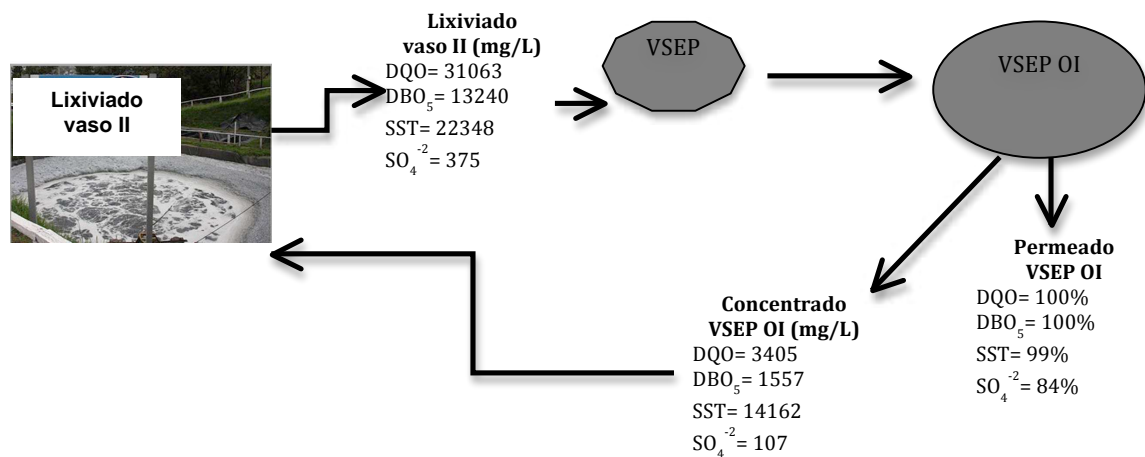 Lixiviado
vaso II
Lixiviado
vaso II (mg/L)
DQO= 31063
DBO₅= 13240
SST= 22348
SO₄⁻²= 375
VSEP
VSEP OI
Permeado
VSEP OI
DQO= 100%
DBO₅= 100%
SST= 99%
SO₄⁻²= 84%
Concentrado
VSEP OI (mg/L)
DQO= 3405
DBO₅= 1557
SST= 14162
SO₄⁻²= 107